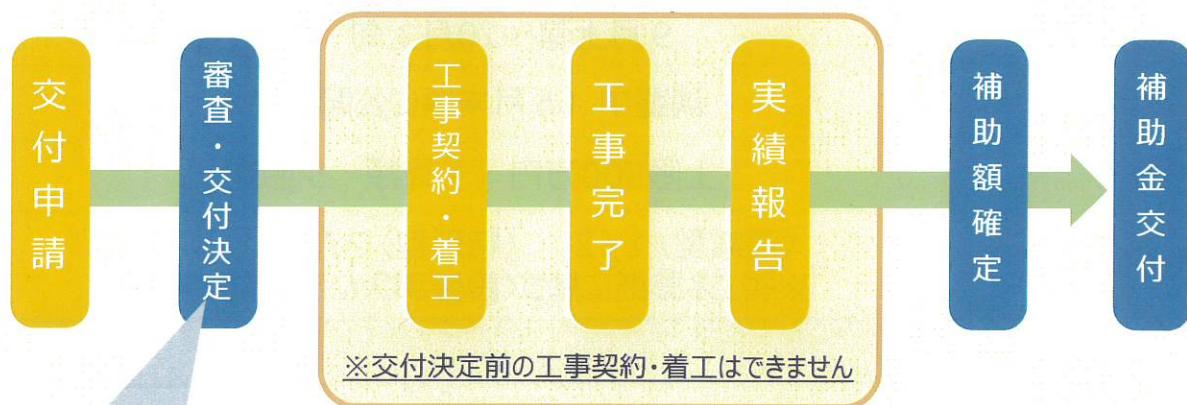 交付申請
審査・交付決定
工事契約・着工
工事完了
実績報告
補助額確定
補助金交付
※交付決定前の工事契約・着工はできません